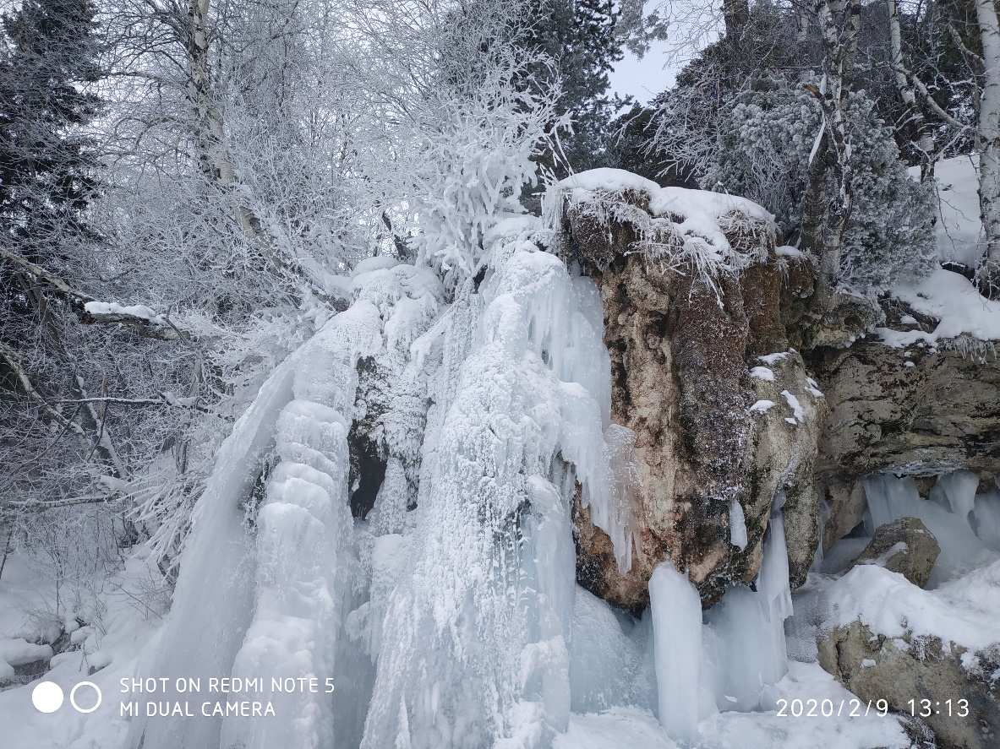 SHOT ON REDMI NOTE 5
MI DUAL CAMERA
2020/2/9 13:13